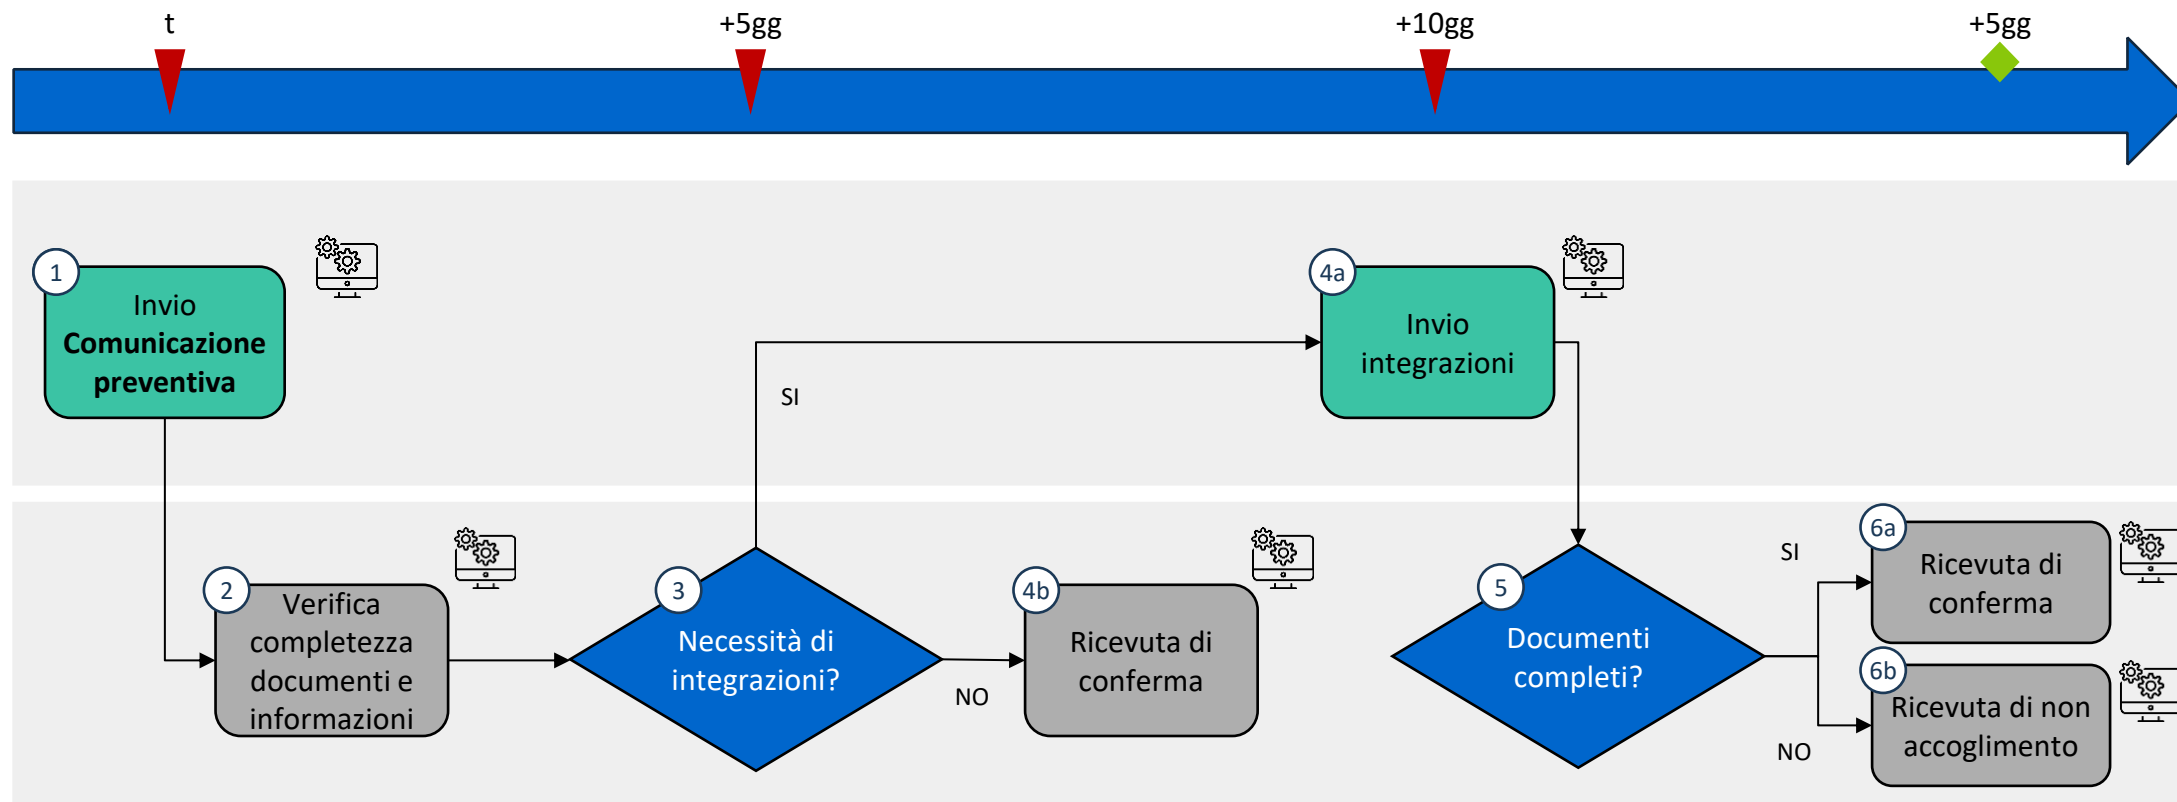 t
+5gg
+10gg
+5gg
1
Invio
Comunicazione
preventiva
4a
Invio
integrazioni
SI
2
Verifica
completezza
documenti e
informazioni
3
Necessità di
integrazioni?
NO
4b
Ricevuta di
conferma
5
Documenti
completi?
SI
6a
Ricevuta di
conferma
NO
6b
Ricevuta di non
accoglimento